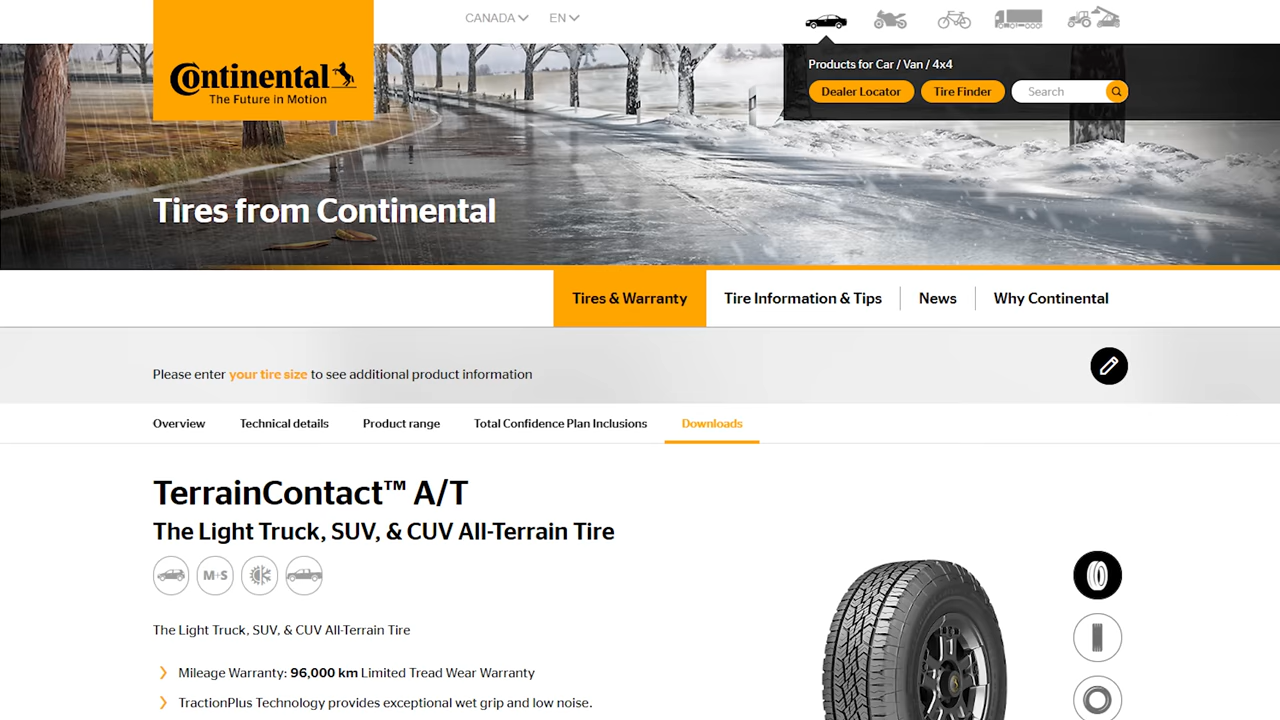 CANADA EN
Continental
The Future in Motion
Products for Car / Van / 4x4
Dealer Locator Tire Finder Search
Tires from Continental
Tires & Warranty Tire Information & Tips News Why Continental
Please enter your tire size to see additional product information
Overview Technical details Product range Total Confidence Plan Inclusions Downloads
TerrainContact™ A/T
The Light Truck, SUV, & CUV All-Terrain Tire
M+S
The Light Truck, SUV, & CUV All-Terrain Tire
Mileage Warranty: 96,000 km Limited Tread Wear Warranty
TractionPlus Technology provides exceptional wet grip and low noise.